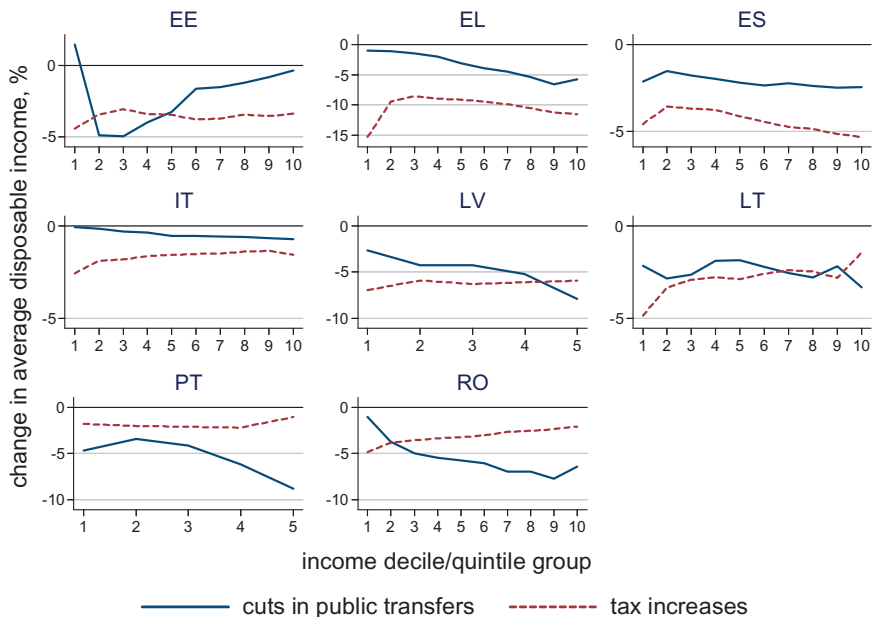 EE
EL
ES
0
-5
1 2 3 4 5 6 7 8 9 10
0
-5
-10
-15
1 2 3 4 5 6 7 8 9 10
0
-5
1 2 3 4 5 6 7 8 9 10
IT
LV
LT
0
-5
1 2 3 4 5 6 7 8 9 10
0
-5
-10
1 2 3 4 5
0
-5
1 2 3 4 5 6 7 8 9 10
PT
RO
0
-5
-10
1 2 3 4 5
0
-5
-10
1 2 3 4 5 6 7 8 9 10
change in average disposable income, %
income decile/quintile group
cuts in public transfers
tax increases